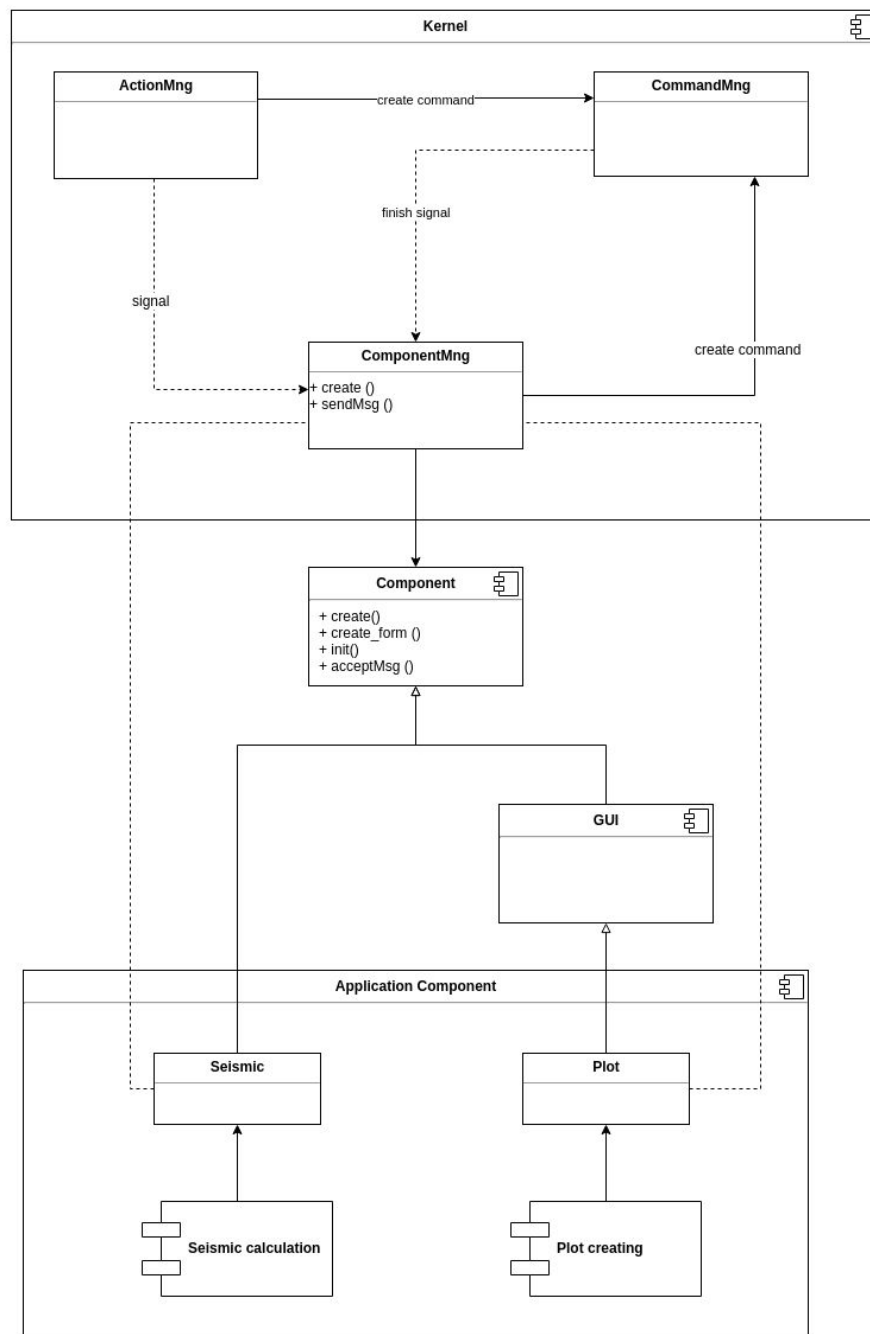 Kernel
ActionMng
CommandMng
create command
finish signal
signal
ComponentMng
+ create ()
+ sendMsg ()
create command
Component
+ create()
+ create_form ()
+ init()
+ acceptMsg ()
GUI
Application Component
Seismic
Plot
Seismic calculation
Plot creating